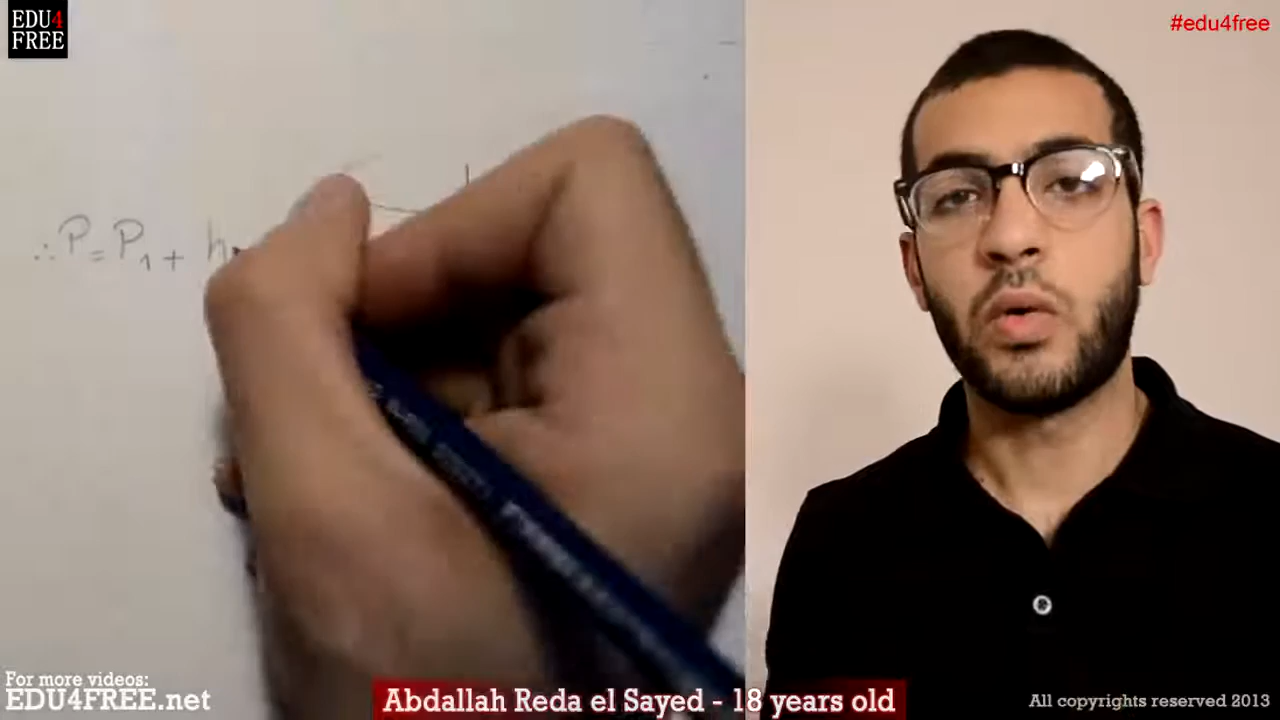 EDU4
FREE
#edu4free
∴ P = P₁ + h
For more videos:
EDU4FREE.net
Abdallah Reda el Sayed - 18 years old
All copyrights reserved 2013